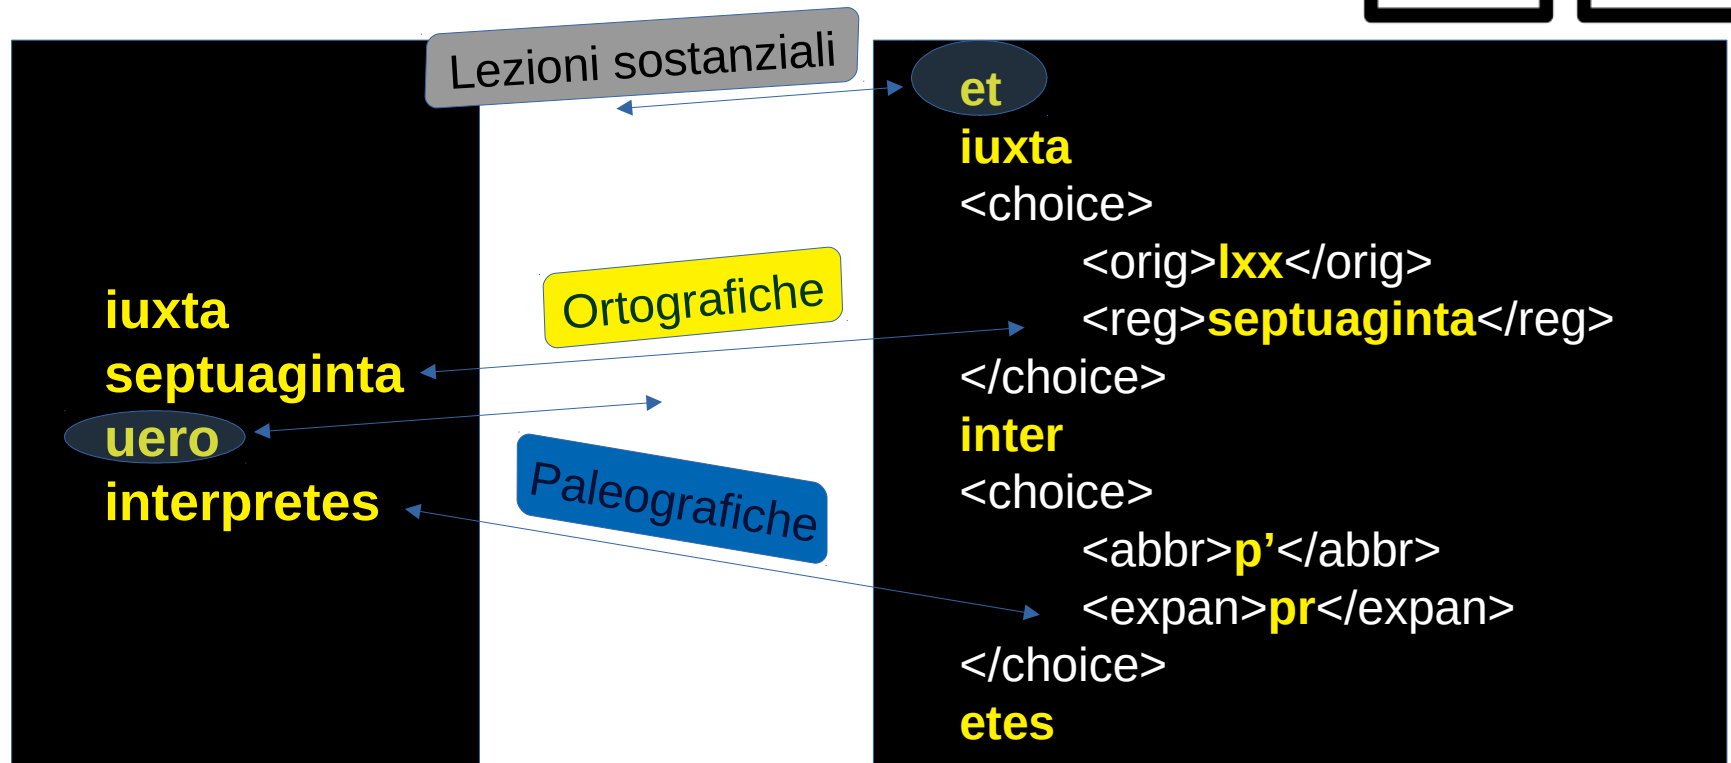 Lezioni sostanziali
iuxta
septuaginta
uero
interpretes
Ortografiche
Paleografiche
et
iuxta
<choice>
<orig>lxx</orig>
<reg>septuaginta</reg>
</choice>
inter
<choice>
<abbr>p’</abbr>
<expan>pr</expan>
</choice>
etes